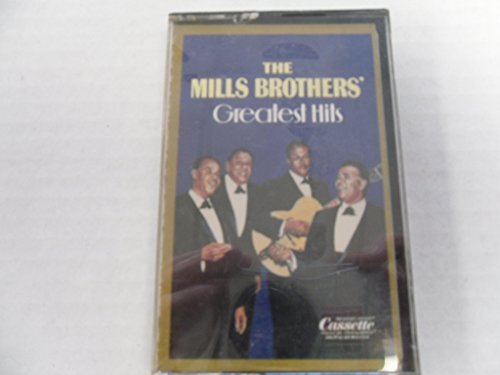 THE
MILLS BROTHERS'
Greatest Hits
Cassette